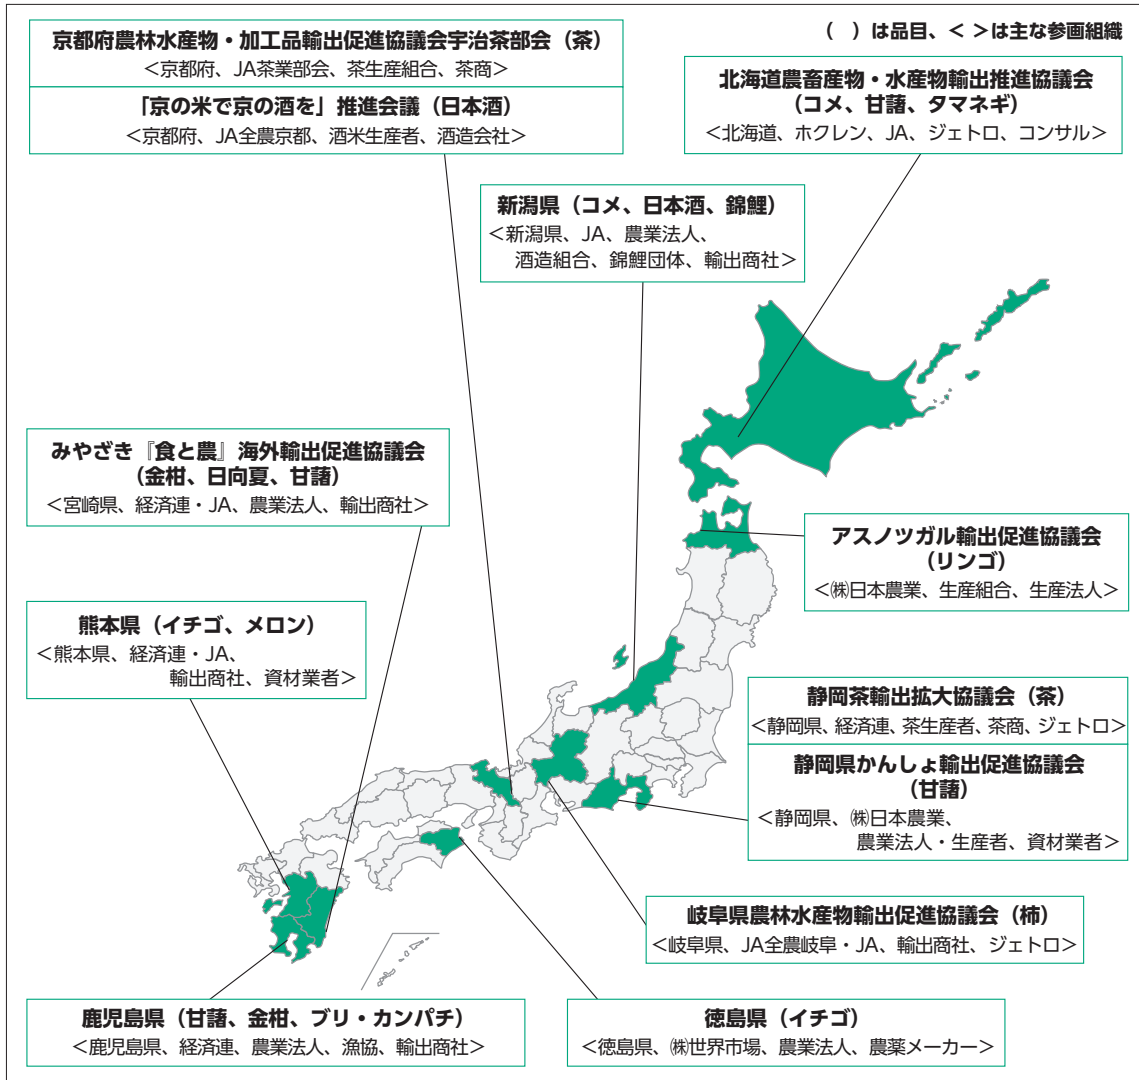 京都府農林水産物・加工品輸出促進協議会宇治茶部会（茶）
＜京都府、JA茶業部会、茶生産組合、茶商＞
「京の米で京の酒を」推進会議（日本酒）
＜京都府、JA全農京都、酒米生産者、酒造会社＞
（　）は品目、＜ ＞は主な参画組織
北海道農畜産物・水産物輸出推進協議会
（コメ、甘藷、タマネギ）
＜北海道、ホクレン、JA、ジェトロ、コンサル＞
新潟県（コメ、日本酒、錦鯉）
＜新潟県、JA、農業法人、
酒造組合、錦鯉団体、輸出商社＞
みやざき『食と農』海外輸出促進協議会
（金柑、日向夏、甘藷）
＜宮崎県、経済連・JA、農業法人、輸出商社＞
アスノツガル輸出促進協議会
（リンゴ）
＜㈱日本農業、生産組合、生産法人＞
熊本県（イチゴ、メロン）
＜熊本県、経済連・JA、
輸出商社、資材業者＞
静岡茶輸出拡大協議会（茶）
＜静岡県、経済連、茶生産者、茶商、ジェトロ＞
静岡県かんしょ輸出促進協議会
（甘藷）
＜静岡県、㈱日本農業、
農業法人・生産者、資材業者＞
岐阜県農林水産物輸出促進協議会（柿）
＜岐阜県、JA全農岐阜・JA、輸出商社、ジェトロ＞
鹿児島県（甘藷、金柑、ブリ・カンパチ）
＜鹿児島県、経済連、農業法人、漁協、輸出商社＞
徳島県（イチゴ）
＜徳島県、㈱世界市場、農業法人、農薬メーカー＞